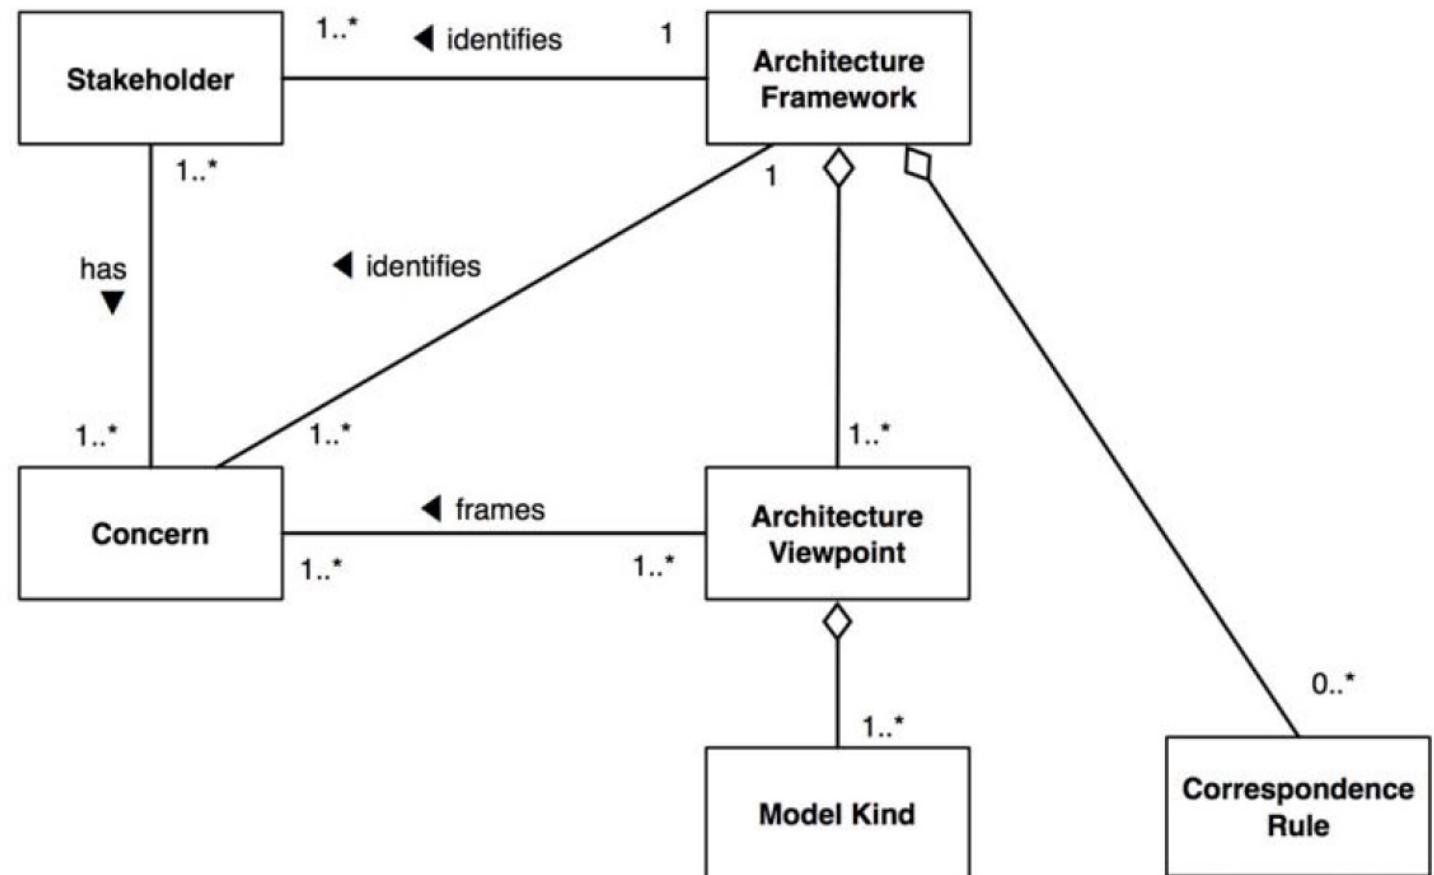 1..*
◀ identifies
1
Stakeholder
Architecture
Framework
1..*
1
has
▼
◀ identifies
1..*
1..*
1..*
◀ frames
Concern
Architecture
Viewpoint
1..*
1..*
0..*
1..*
Model Kind
Correspondence
Rule